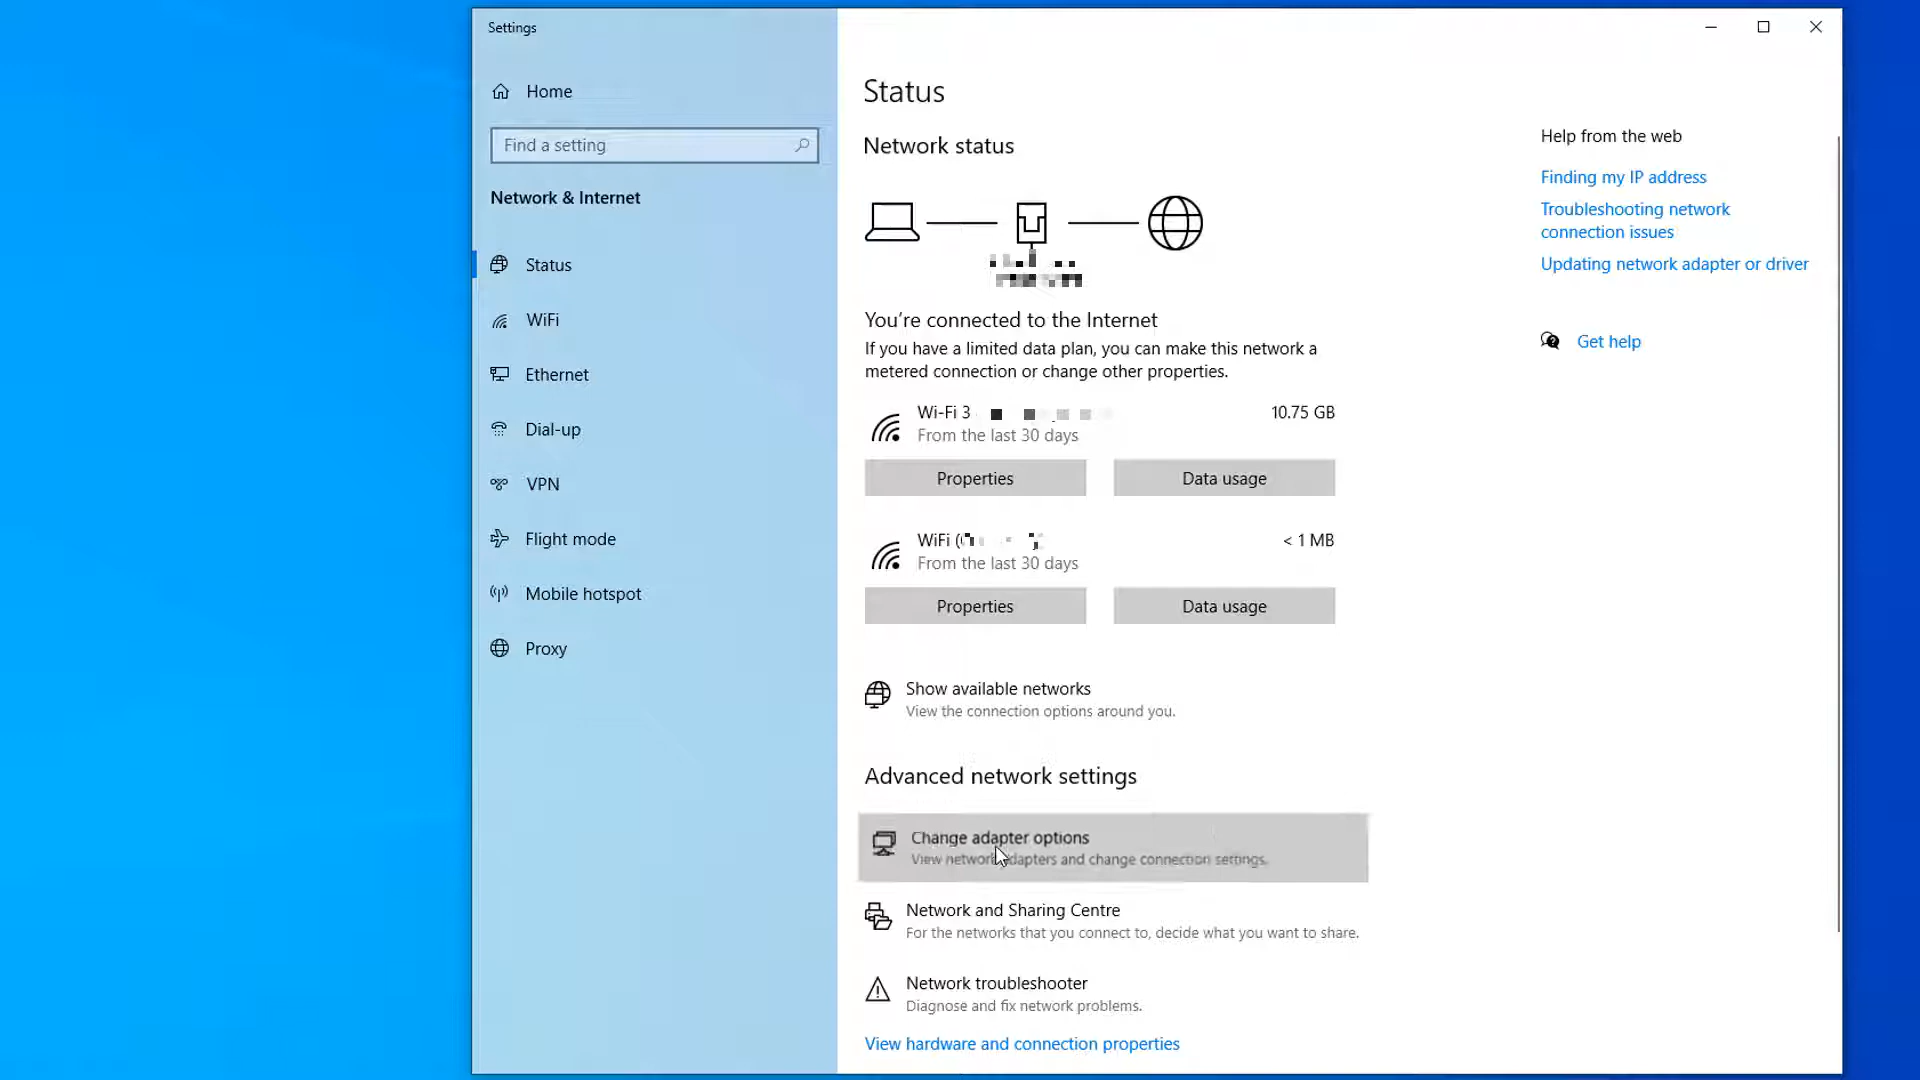 Settings
Home
Find a setting
Network & Internet
Status
WiFi
Ethernet
Dial-up
VPN
Flight mode
Mobile hotspot
Proxy
Status
Network status
You're connected to the Internet
If you have a limited data plan, you can make this network a
metered connection or change other properties.
Wi-Fi 3
10.75 GB
From the last 30 days
Properties
Data usage
WiFi
< 1 MB
From the last 30 days
Properties
Data usage
Show available networks
View the connection options around you.
Advanced network settings
Change adapter options
View network adapters and change connection settings.
Network and Sharing Centre
For the networks that you connect to, decide what you want to share.
Network troubleshooter
Diagnose and fix network problems.
View hardware and connection properties
Help from the web
Finding my IP address
Troubleshooting network
connection issues
Updating network adapter or driver
Get help